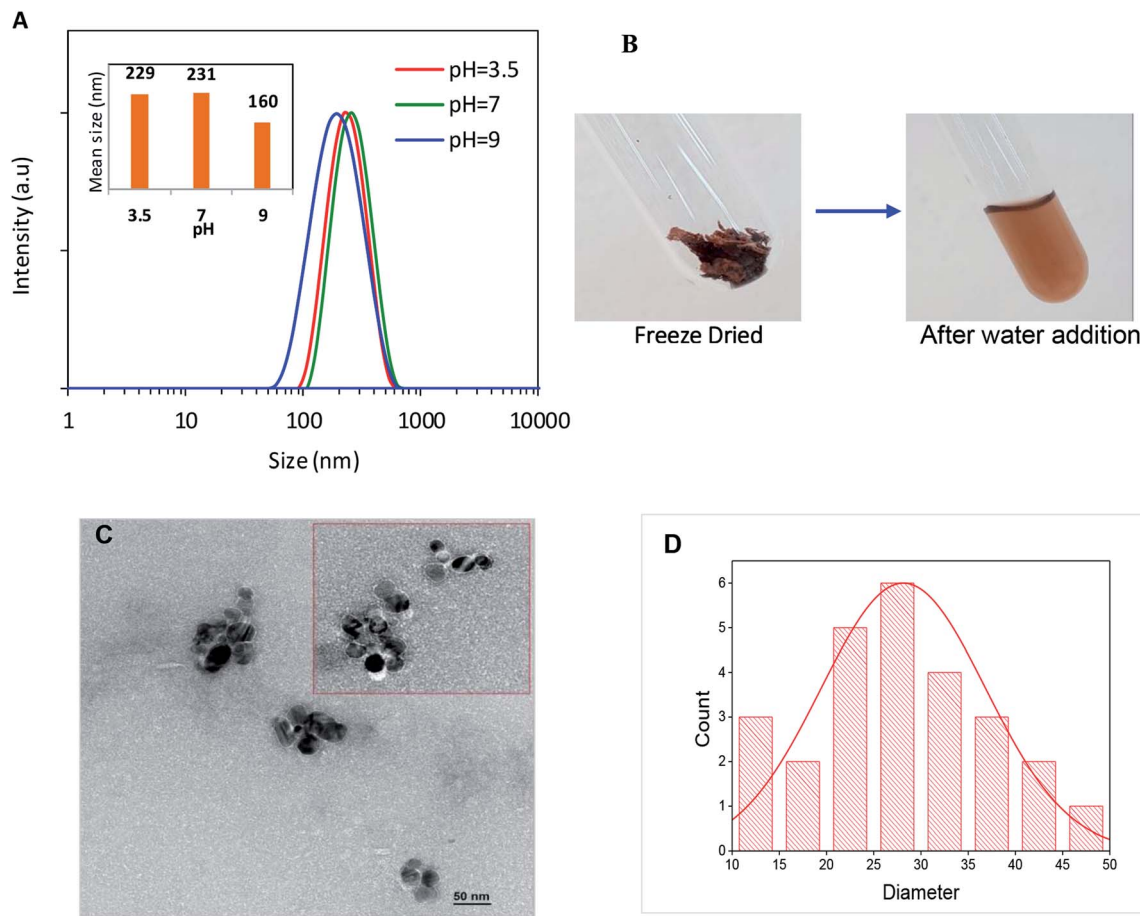 A
Intensity (a.u)
Mean size (nm)
229
231
160
3.5
7
9
pH
pH=3.5
pH=7
pH=9
1
10
100
1000
10000
Size (nm)
B
Freeze Dried
After water addition
C
50 nm
D
Count
6
5
4
3
2
1
0
10
15
20
25
30
35
40
45
50
Diameter